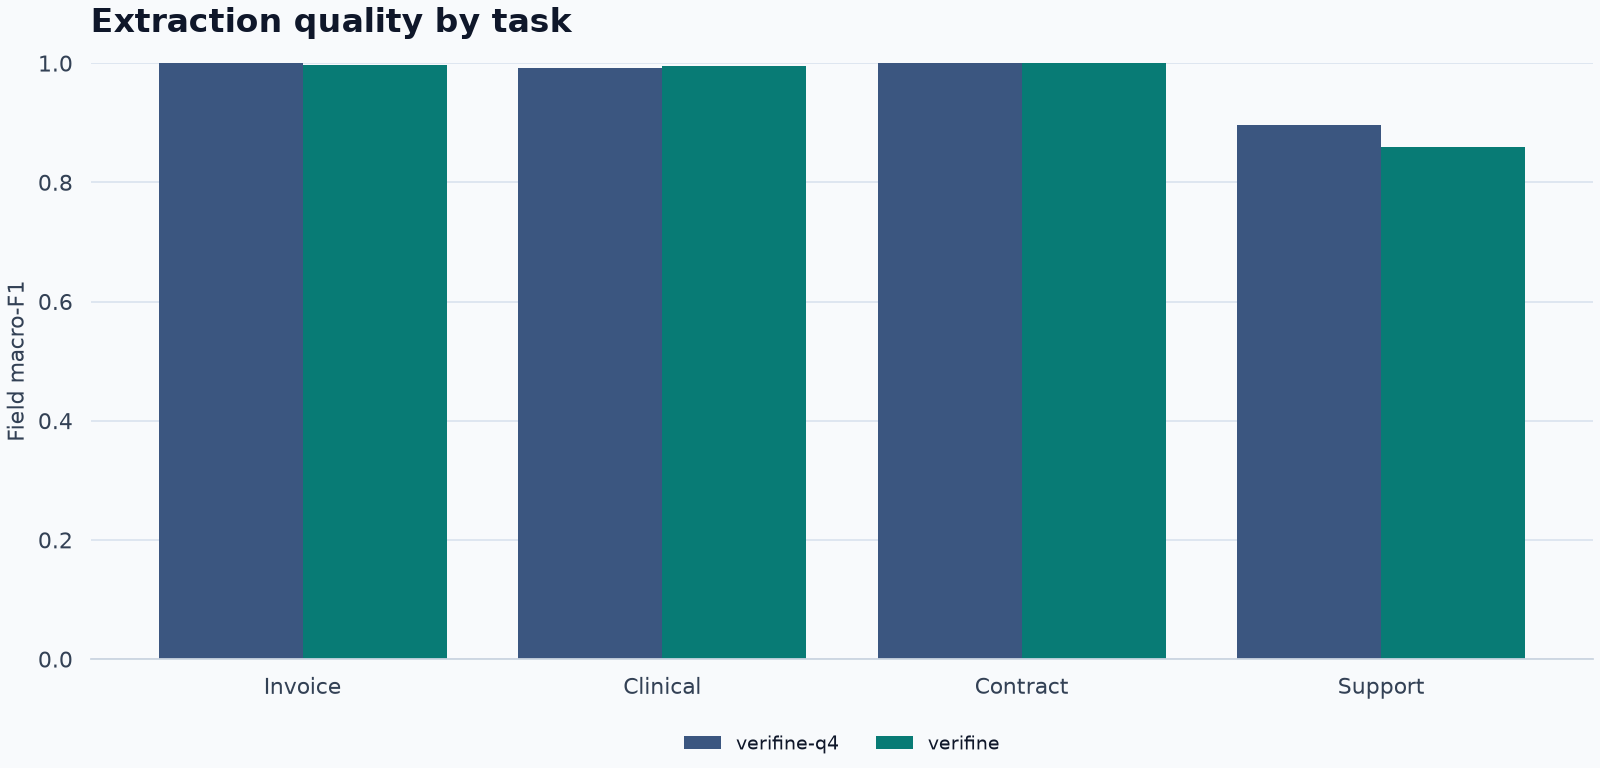 Extraction quality by task
Field macro-F1
1.0
0.8
0.6
0.4
0.2
0.0
Invoice
Clinical
Contract
Support
verifine-q4
verifine